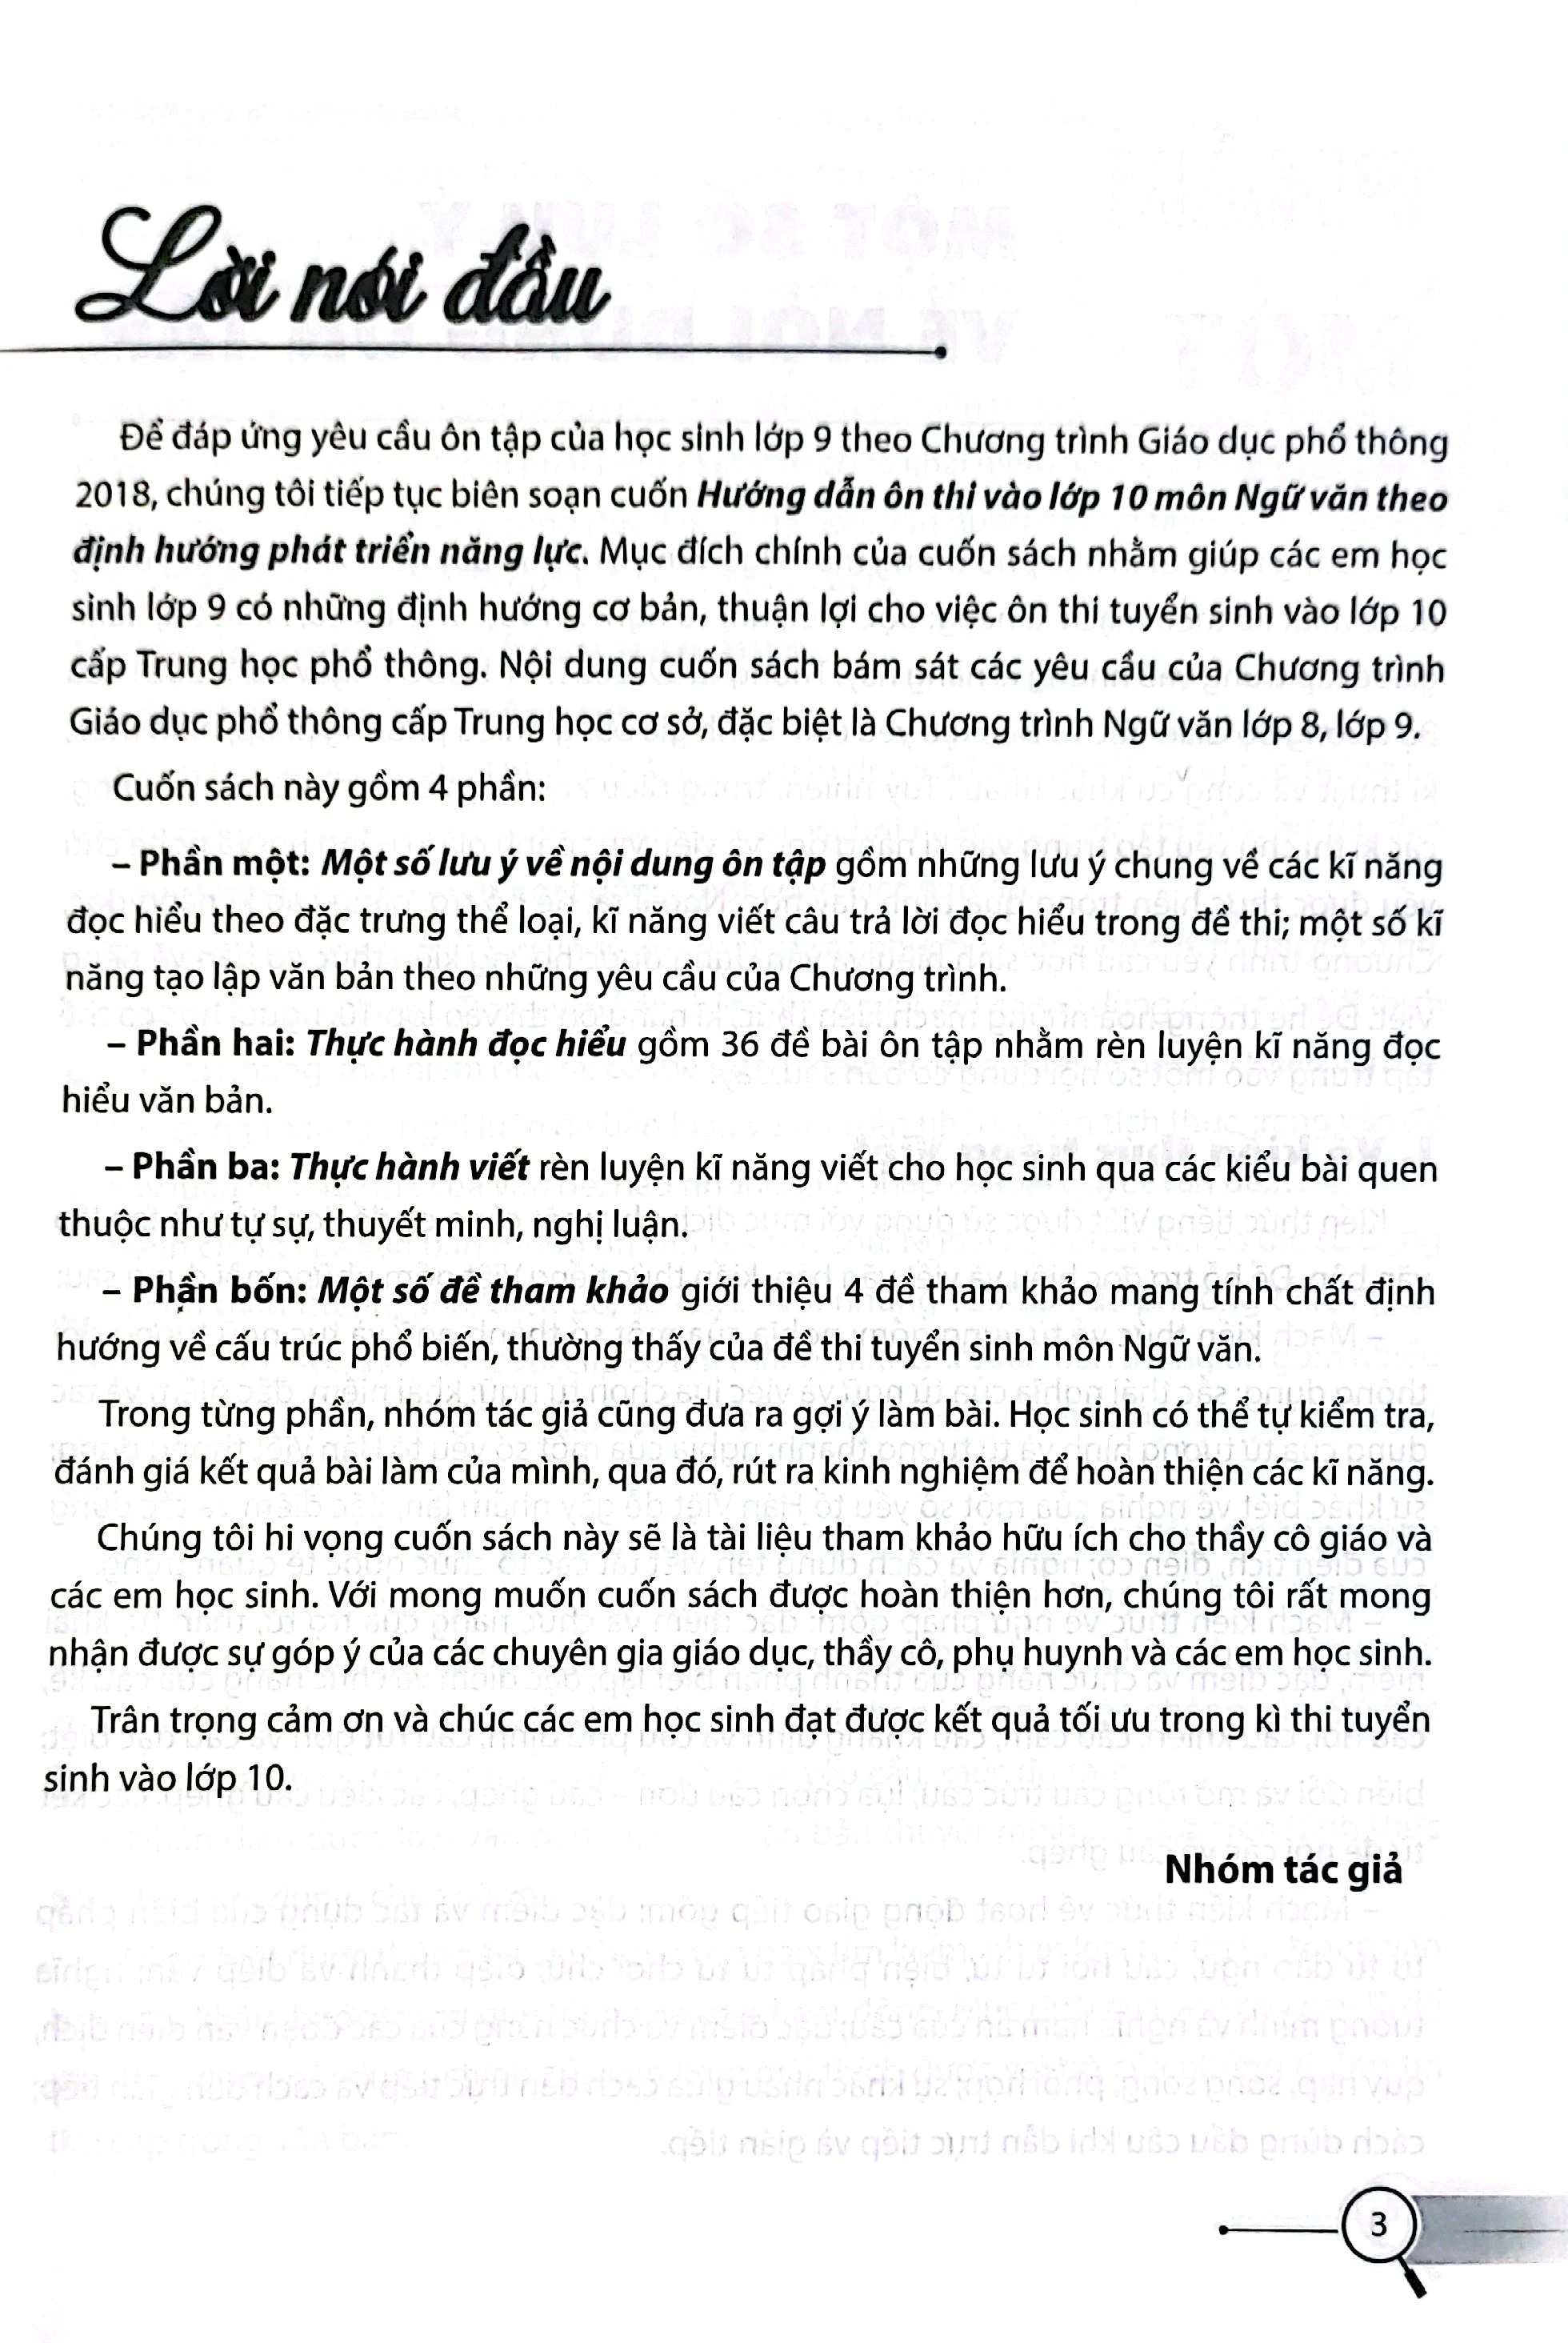 Lời nói đầu
Để đáp ứng yêu cầu ôn tập của học sinh lớp 9 theo Chương trình Giáo dục phổ thông
2018, chúng tôi tiếp tục biên soạn cuốn Hướng dẫn ôn thi vào lớp 10 môn Ngữ văn theo
định hướng phát triển năng lực. Mục đích chính của cuốn sách nhằm giúp các em học
sinh lớp 9 có những định hướng cơ bản, thuận lợi cho việc ôn thi tuyển sinh vào lớp 10
cấp Trung học phổ thông. Nội dung cuốn sách bám sát các yêu cầu của Chương trình
Giáo dục phổ thông cấp Trung học cơ sở, đặc biệt là Chương trình Ngữ văn lớp 8, lớp 9.
Cuốn sách này gồm 4 phần:
– Phần một: Một số lưu ý về nội dung ôn tập gồm những lưu ý chung về các kĩ năng
đọc hiểu theo đặc trưng thể loại, kĩ năng viết câu trả lời đọc hiểu trong đề thi; một số kĩ
năng tạo lập văn bản theo những yêu cầu của Chương trình.
– Phần hai: Thực hành đọc hiểu gồm 36 đề bài ôn tập nhằm rèn luyện kĩ năng đọc
hiểu văn bản.
– Phần ba: Thực hành viết rèn luyện kĩ năng viết cho học sinh qua các kiểu bài quen
thuộc như tự sự, thuyết minh, nghị luận.
– Phần bốn: Một số đề tham khảo giới thiệu 4 đề tham khảo mang tính chất định
hướng về cấu trúc phổ biến, thường thấy của đề thi tuyển sinh môn Ngữ văn.
Trong từng phần, nhóm tác giả cũng đưa ra gợi ý làm bài. Học sinh có thể tự kiểm tra,
đánh giá kết quả bài làm của mình, qua đó, rút ra kinh nghiệm để hoàn thiện các kĩ năng.
Chúng tôi hi vọng cuốn sách này sẽ là tài liệu tham khảo hữu ích cho thầy cô giáo và
các em học sinh. Với mong muốn cuốn sách được hoàn thiện hơn, chúng tôi rất mong
nhận được sự góp ý của các chuyên gia giáo dục, thầy cô, phụ huynh và các em học sinh.
Trân trọng cảm ơn và chúc các em học sinh đạt được kết quả tối ưu trong kì thi tuyển
sinh vào lớp 10.
Nhóm tác giả
3